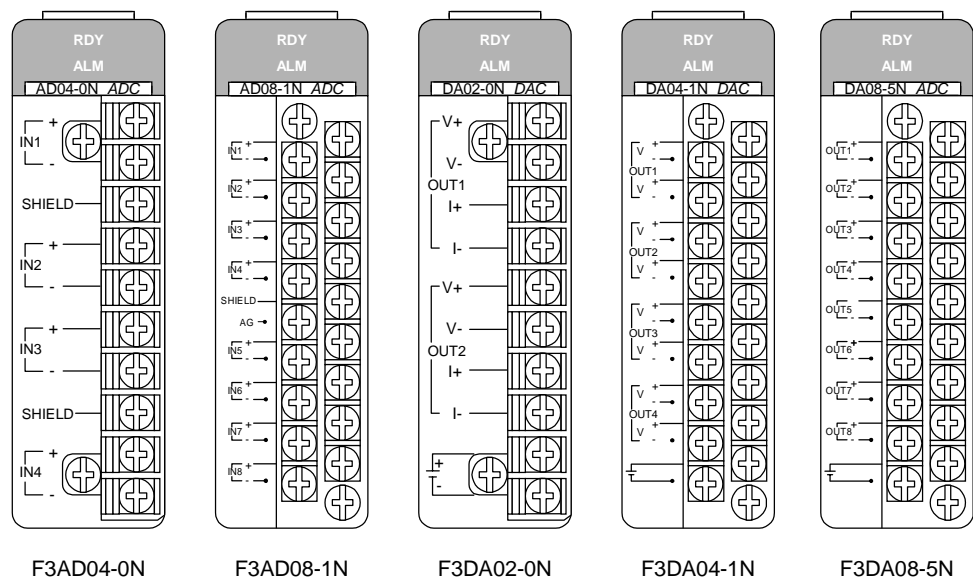 RDY
ALM
AD04-0N ADC
IN1 + -
SHIELD
IN2 + -
IN3 + -
SHIELD
IN4 + -
F3AD04-0N
RDY
ALM
AD08-1N ADC
IN1 + -
IN2 + -
IN3 + -
IN4 + -
SHIELD
AG
IN5 + -
IN6 + -
IN7 + -
IN8 + -
F3AD08-1N
RDY
ALM
DA02-0N DAC
V+
V-
OUT1
I+
I-
V+
V-
OUT2
I+
I-
+
-
F3DA02-0N
RDY
ALM
DA04-1N DAC
V + -
OUT1
V + -
V + -
OUT2
V + -
V + -
OUT3
V + -
V + -
OUT4
V + -
F3DA04-1N
RDY
ALM
DA08-5N ADC
OUT1 + -
OUT2 + -
OUT3 + -
OUT4 + -
OUT5 + -
OUT6 + -
OUT7 + -
OUT8 + -
F3DA08-5N